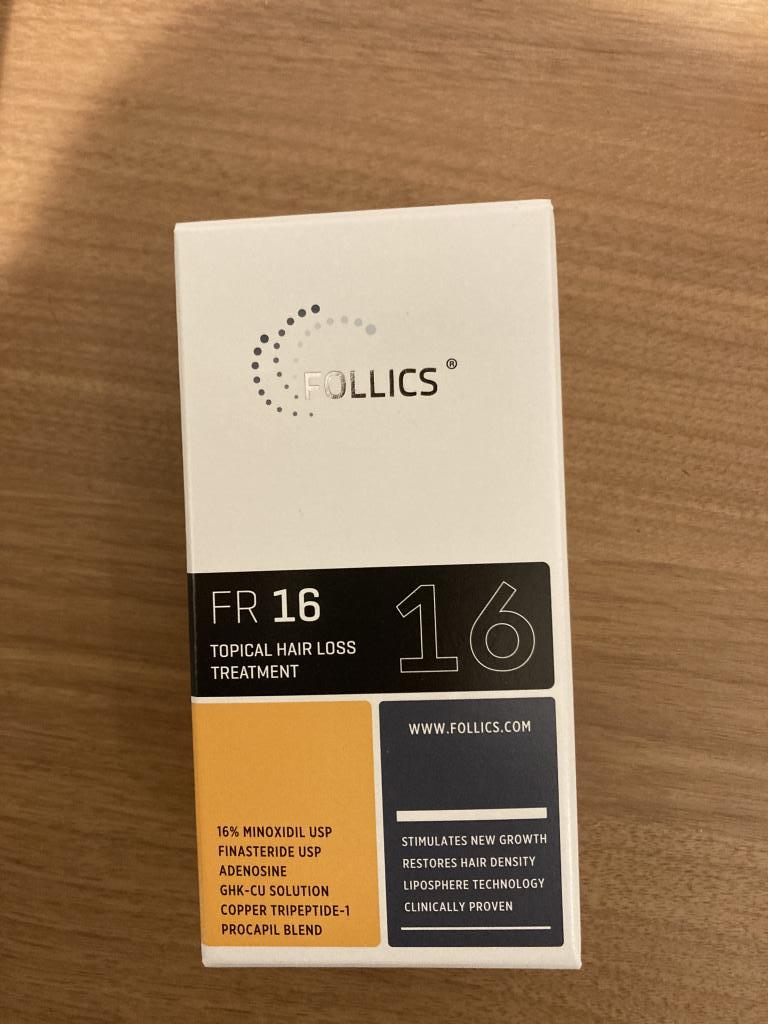 FOLLICS®
FR 16
16
TOPICAL HAIR LOSS
TREATMENT
16% MINOXIDIL USP
FINASTERIDE USP
ADENOSINE
GHK-CU SOLUTION
COPPER TRIPEPTIDE-1
PROCAPIL BLEND
WWW.FOLLICS.COM
STIMULATES NEW GROWTH
RESTORES HAIR DENSITY
LIPOSPHERE TECHNOLOGY
CLINICALLY PROVEN